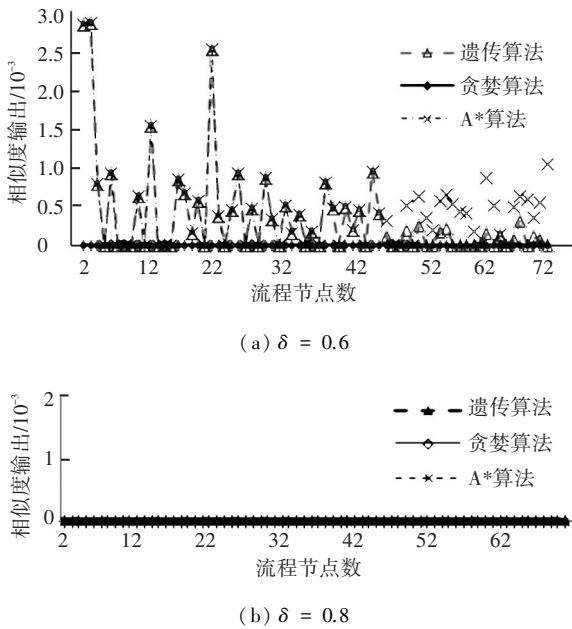 3.0
2.5
2.0
1.5
1.0
0.5
0
相似度输出/10⁻³
遗传算法
贪婪算法
A*算法
2 12 22 32 42 52 62 72
流程节点数
(a) δ = 0.6
2
1
0
相似度输出/10⁻³
遗传算法
贪婪算法
A*算法
2 12 22 32 42 52 62
流程节点数
(b) δ = 0.8